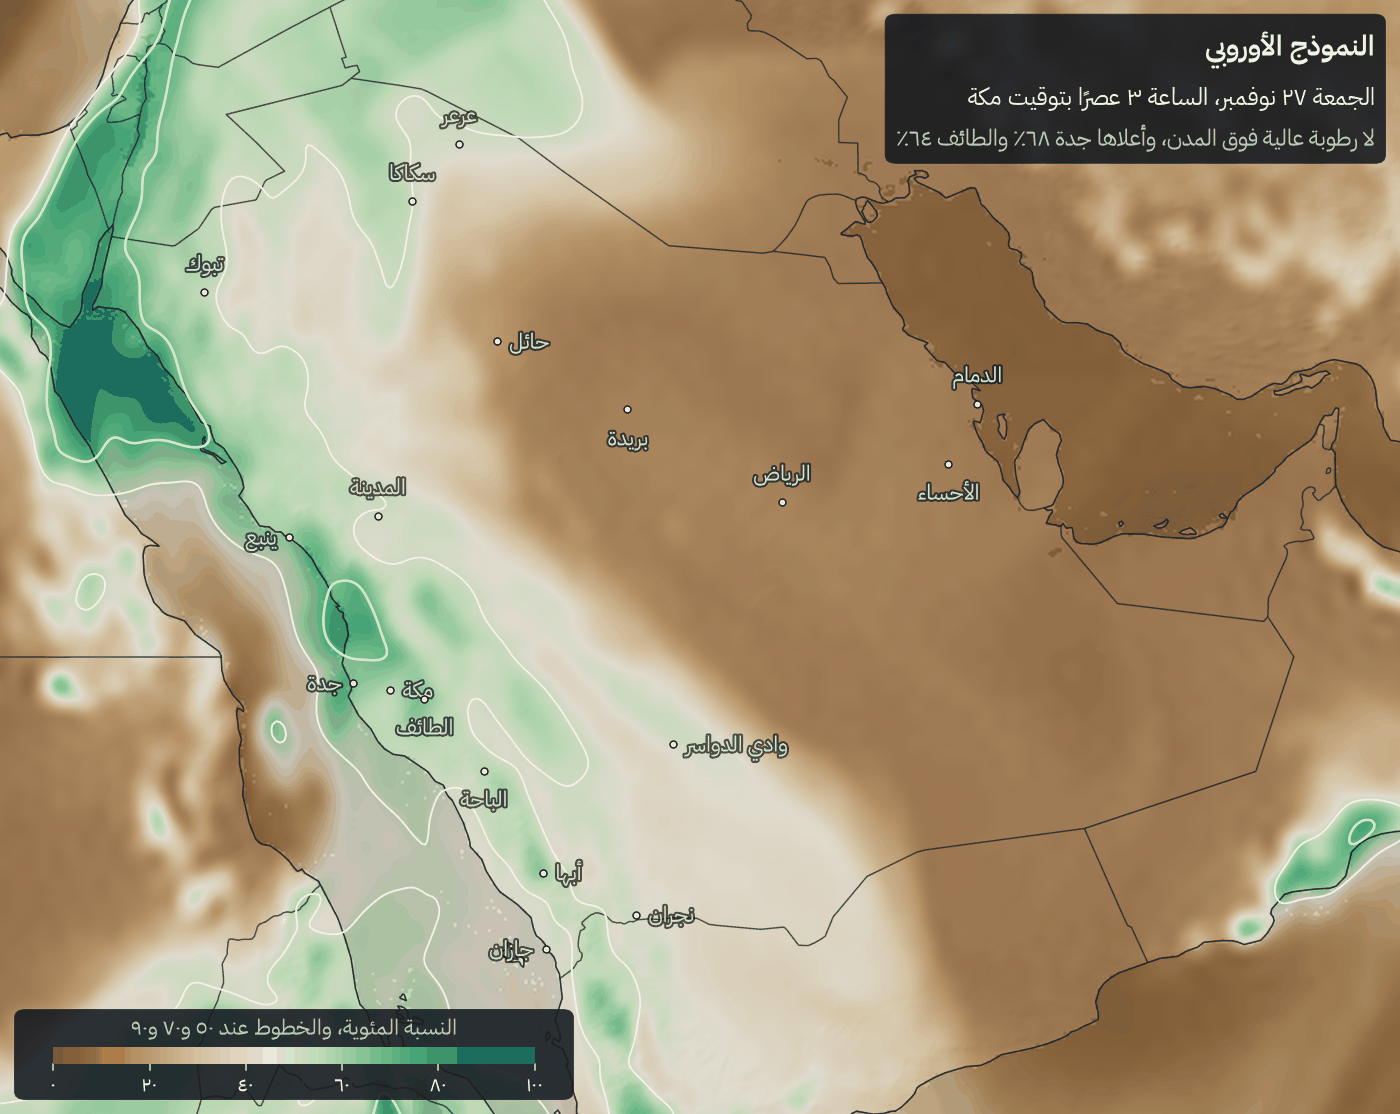 النموذج الأوروبي
الجمعة ٢٧ نوفمبر، الساعة ٣ عصرًا بتوقيت مكة
لا رطوبة عالية فوق المدن، وأعلاها جدة ٦٨٪ والطائف ٦٤٪
عرعر
سكاكا
تبوك
حائل
الدمام
بريدة
الرياض
الأحساء
المدينة
ينبع
جدة
مكة
الطائف
وادي الدواسر
الباحة
أبها
نجران
جازان
النسبة المئوية، والخطوط عند ٥٠ و٧٠ و٩٠
٠ ٢٠ ٤٠ ٦٠ ٨٠ ١٠٠